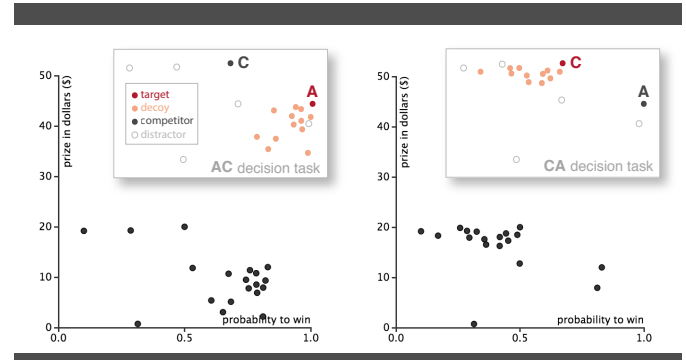 prize in dollars ($)
50
40
30
20
10
0
0.0
0.5
1.0
probability to win
C
A
target
decoy
competitor
distractor
AC decision task
prize in dollars ($)
50
40
30
20
10
0
0.0
0.5
1.0
probability to win
C
A
CA decision task